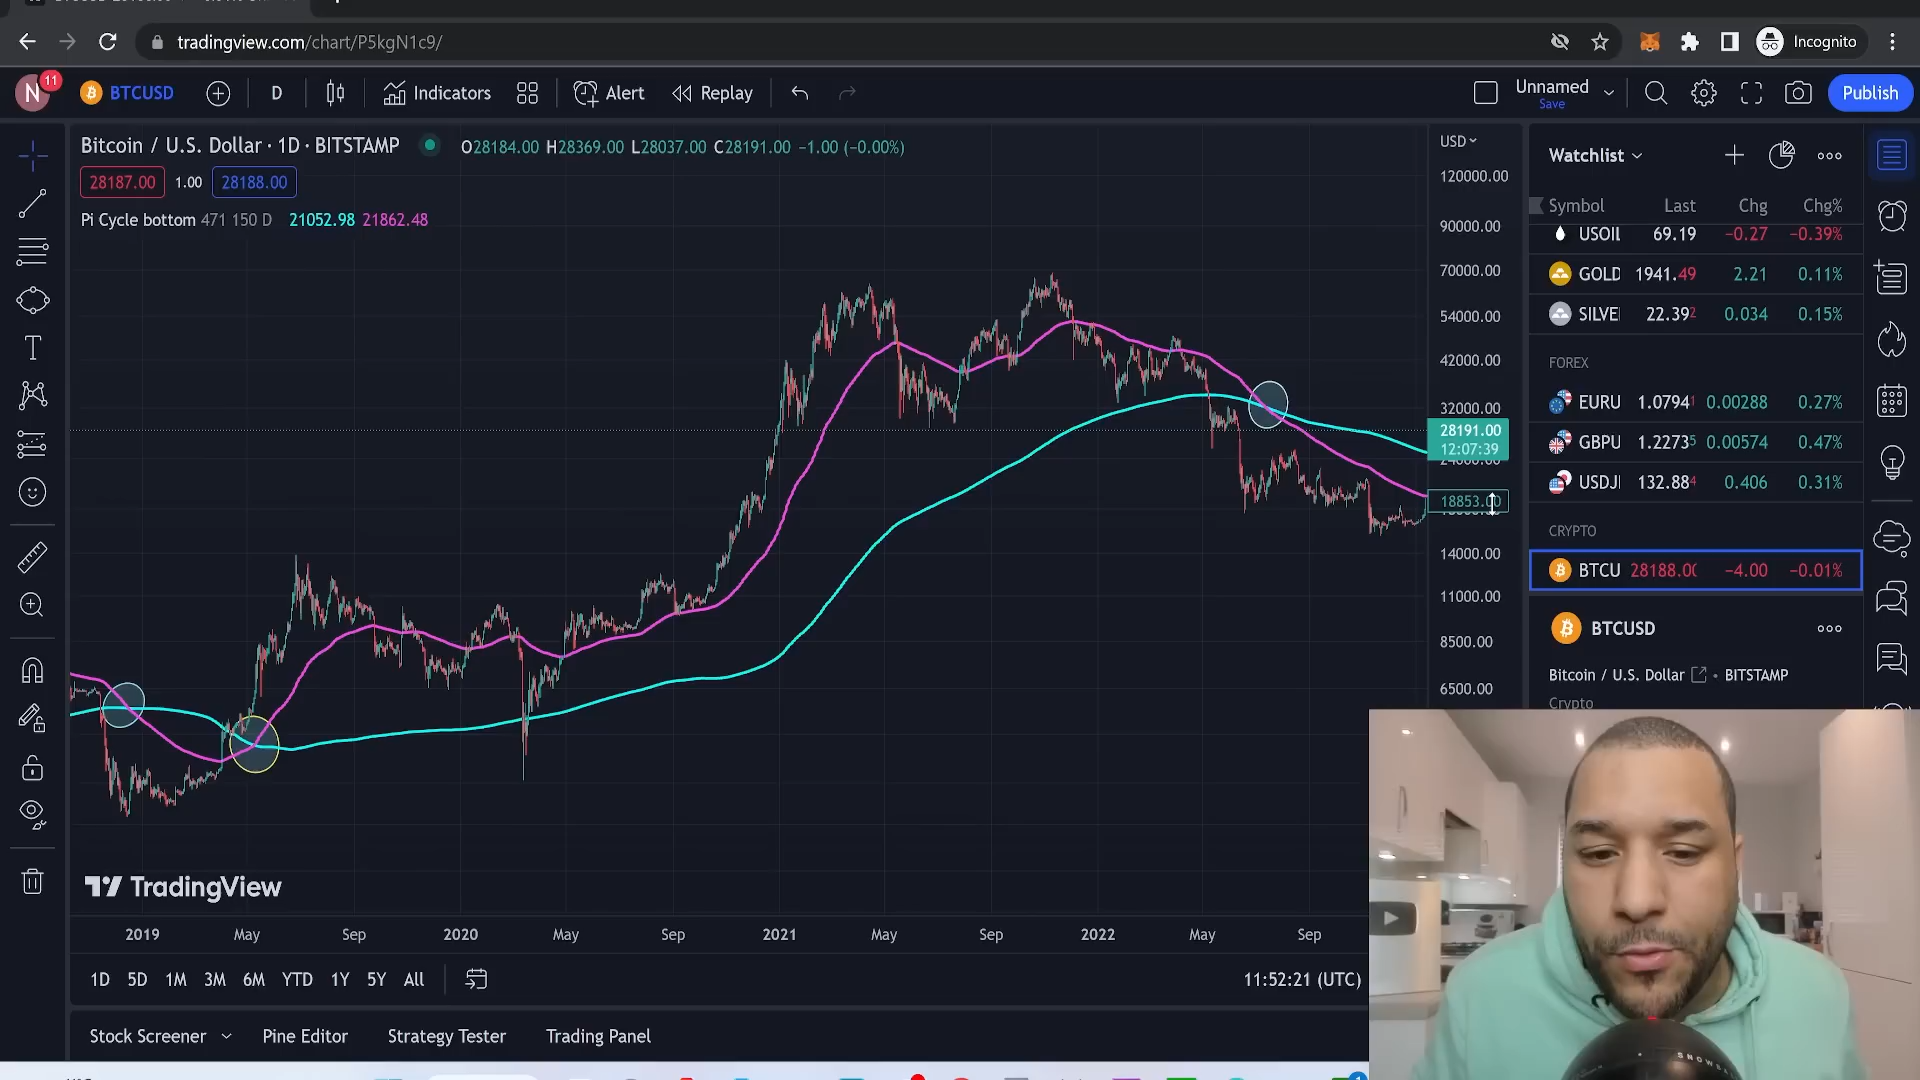 tradingview.com/chart/P5kgN1c9/
Incognito
N 11 BTCUSD D Indicators Alert Replay Unnamed Save Publish
Bitcoin / U.S. Dollar · 1D · BITSTAMP O28184.00 H28369.00 L28037.00 C28191.00 −1.00 (−0.00%)
28187.00 1.00 28188.00
Pi Cycle bottom 471 150 D 21052.98 21862.48
USD
120000.00
90000.00
70000.00
54000.00
42000.00
32000.00
28191.00
12:07:39
18853.00
14000.00
11000.00
8500.00
6500.00
TradingView
2019 May Sep 2020 May Sep 2021 May Sep 2022 May Sep
1D 5D 1M 3M 6M YTD 1Y 5Y All
11:52:21 (UTC)
Stock Screener Pine Editor Strategy Tester Trading Panel
Watchlist
Symbol Last Chg Chg%
USOIL 69.19 −0.27 −0.39%
GOLD 1941.49 2.21 0.11%
SILVE 22.392 0.034 0.15%
FOREX
EURU 1.07941 0.00288 0.27%
GBPU 1.22735 0.00574 0.47%
USDJ 132.884 0.406 0.31%
CRYPTO
BTCU 28188.00 −4.00 −0.01%
BTCUSD
Bitcoin / U.S. Dollar · BITSTAMP
Crypto